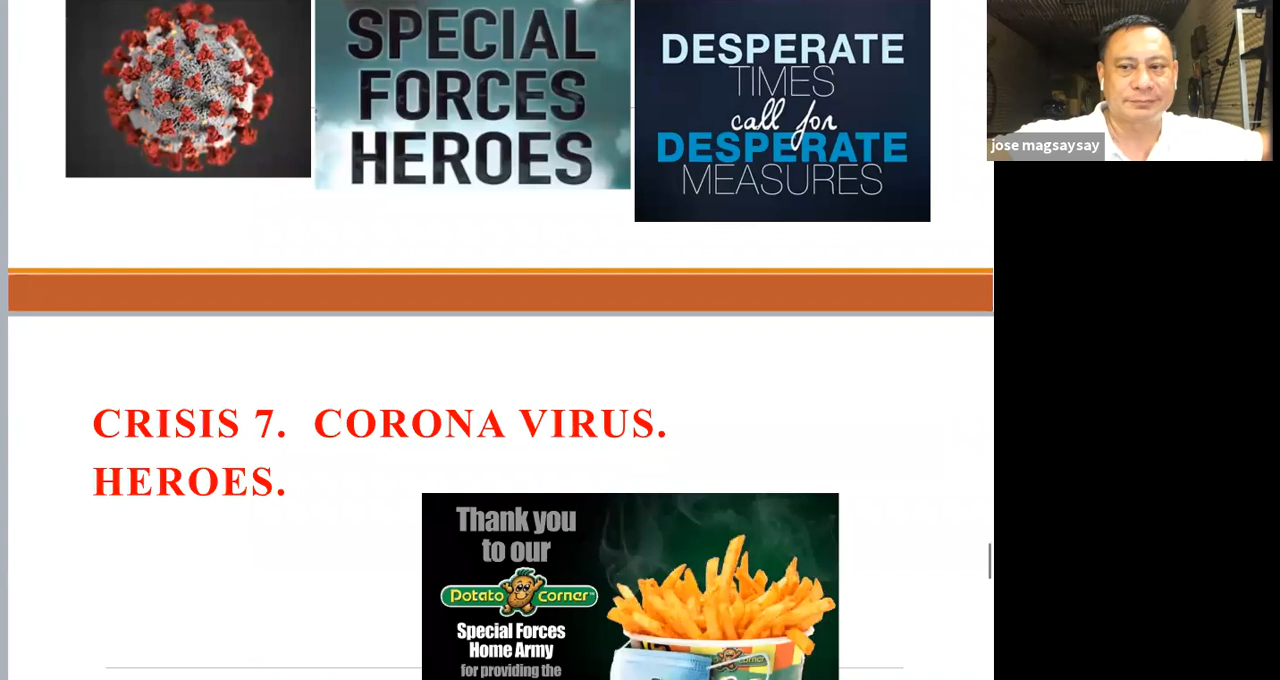 SPECIAL
FORCES
HEROES
DESPERATE
TIMES
call for
DESPERATE
MEASURES
jose magsaysay
CRISIS 7. CORONA VIRUS.
HEROES.
Thank you
to our
Potato Corner
Special Forces
Home Army
for providing the